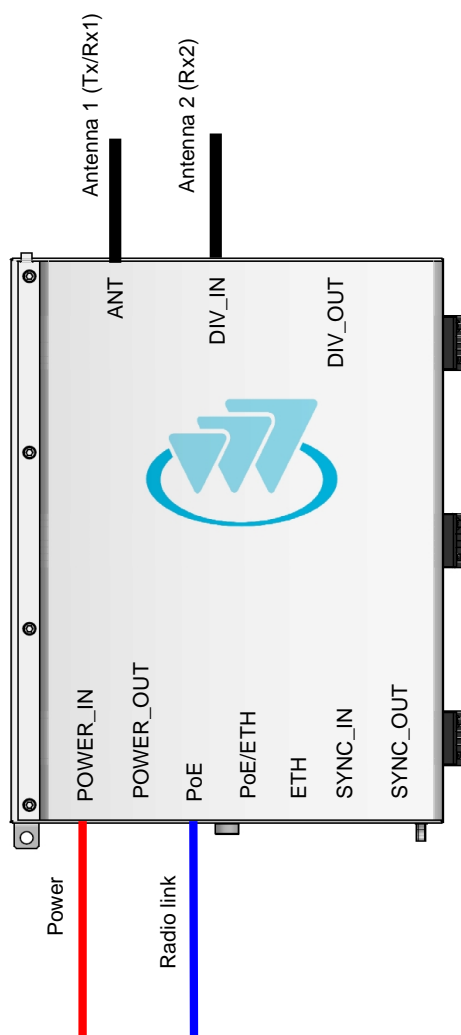 Antenna 1 (Tx/Rx1)
Antenna 2 (Rx2)
ANT
DIV_IN
DIV_OUT
POWER_IN
POWER_OUT
PoE
PoE/ETH
ETH
SYNC_IN
SYNC_OUT
Power
Radio link